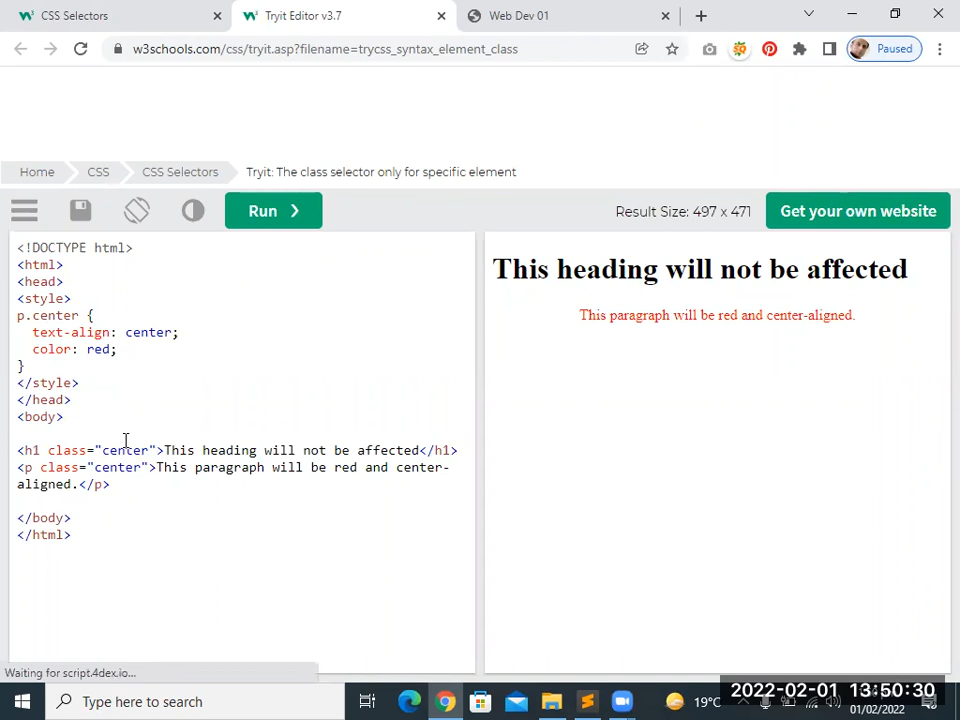 CSS Selectors
Tryit Editor v3.7
Web Dev 01
w3schools.com/css/tryit.asp?filename=trycss_syntax_element_class
Paused
Home
CSS
CSS Selectors
Tryit: The class selector only for specific element
Run ❯
Result Size: 497 x 471
Get your own website
<!DOCTYPE html>
<html>
<head>
<style>
p.center {
  text-align: center;
  color: red;
}
</style>
</head>
<body>
<h1 class="center">This heading will not be affected</h1>
<p class="center">This paragraph will be red and center-
aligned.</p>
</body>
</html>
This heading will not be affected
This paragraph will be red and center-aligned.
Waiting for script.4dex.io...
Type here to search
19°C
2022-02-01 13:50:30
01/02/2022